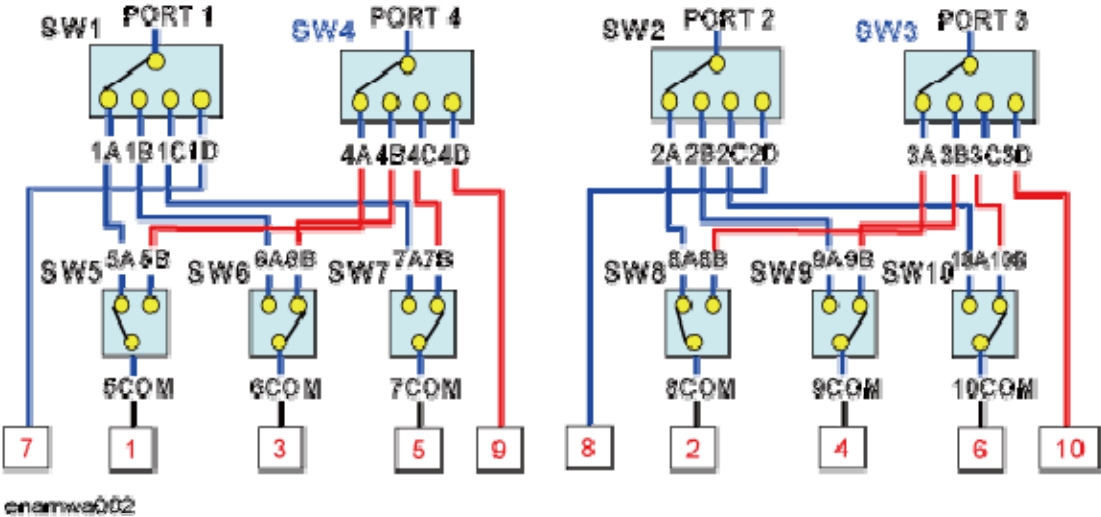 SW1 PORT 1 SW4 PORT 4 SW2 PORT 2 SW3 PORT 3
1A 1B 1C 1D 4A 4B 4C 4D 2A 2B 2C 2D 3A 3B 3C 3D
SW5 5A 5B SW6 6A 6B SW7 7A 7B SW8 8A 8B SW9 9A 9B SW10 10A 10B
5COM 6COM 7COM 8COM 9COM 10COM
7 1 3 5 9 8 2 4 6 10
enamwa002